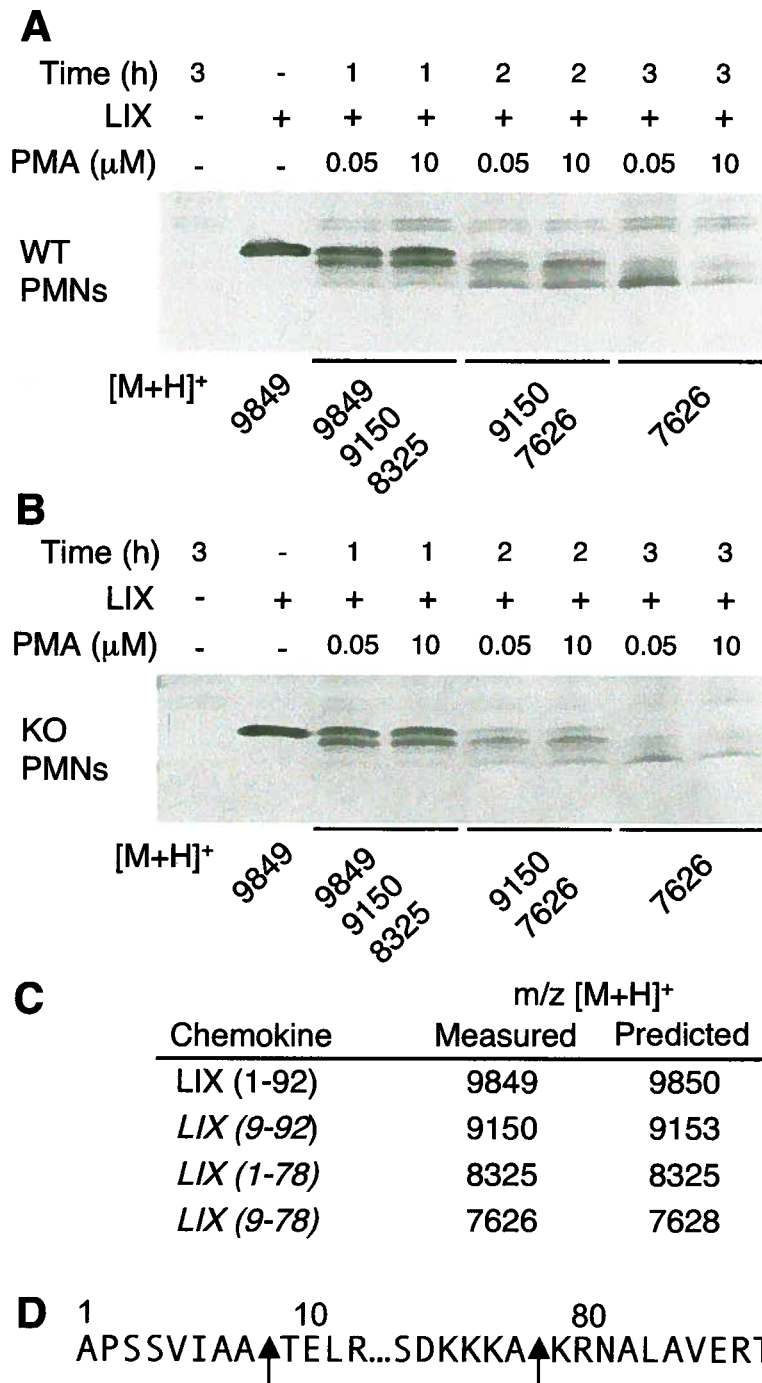 A
Time (h) 3 - 1 1 2 2 3 3
LIX - + + + + + + +
PMA (μM) - - 0.05 10 0.05 10 0.05 10
WT
PMNs
[M+H]+ 9849 9849 9150 7626
9150 7626
8325
B
Time (h) 3 - 1 1 2 2 3 3
LIX - + + + + + + +
PMA (μM) - - 0.05 10 0.05 10 0.05 10
KO
PMNs
[M+H]+ 9849 9849 9150 7626
9150 7626
8325
C
m/z [M+H]+
Chemokine Measured Predicted
LIX (1-92) 9849 9850
LIX (9-92) 9150 9153
LIX (1-78) 8325 8325
LIX (9-78) 7626 7628
D 1 10 80
APSSVIAA▲TELR...SDKKKA▲KRNALAVERT